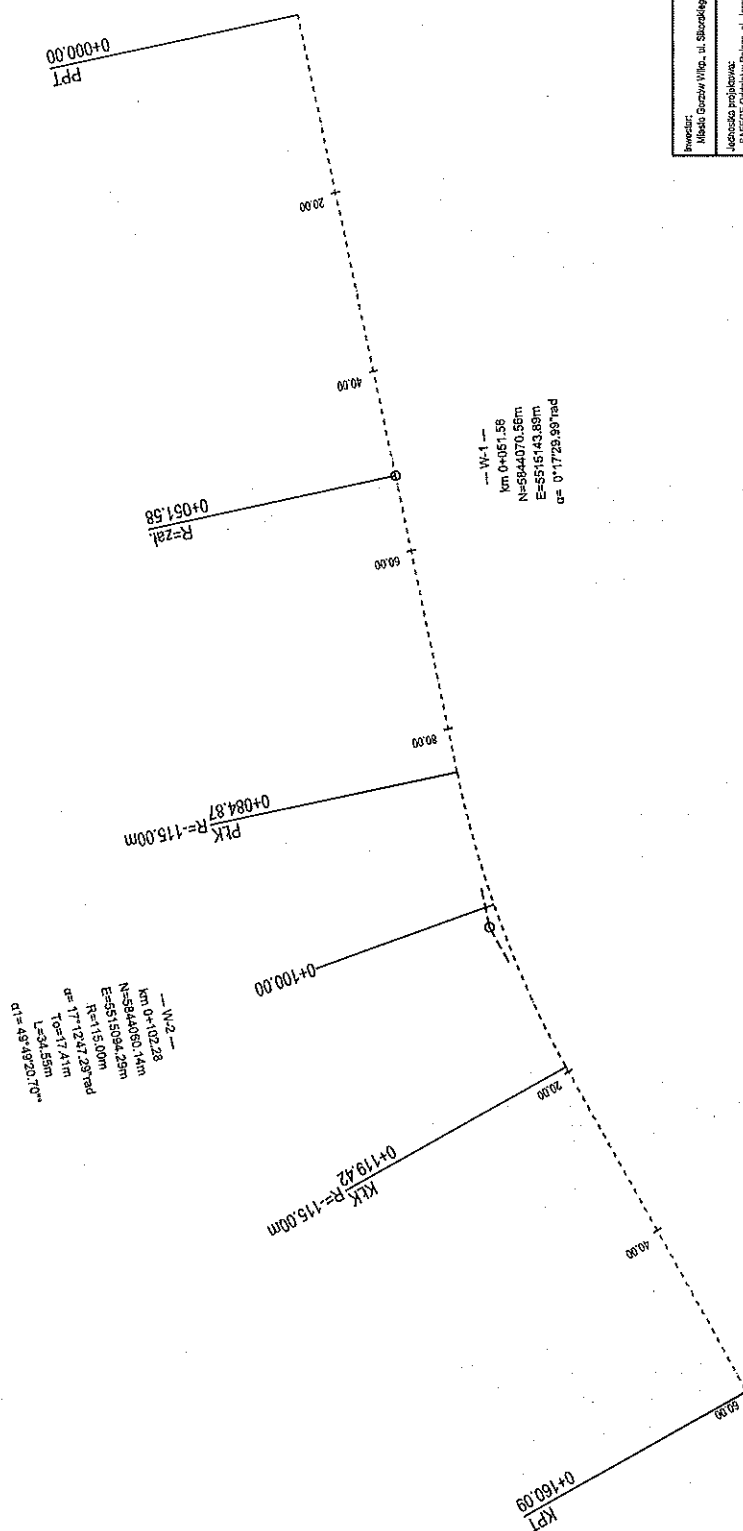 PPT
0+000.00
20.00
40.00
R=zał.
0+051.58
60.00
80.00
PŁK
0+084.87
R=-115.00m
0+100.00
KŁK
0+119.42
R=-115.00m
20.00
40.00
60.00
KPT
0+160.09
--- W-1 ---
km 0+051.58
N=5844070.56m
E=5515143.89m
α= 0°17'29.99"rad
--- W-2 ---
km 0+102.28
N=5844060.14m
E=5515094.29m
R=115.00m
α= 17°12'47.29"rad
To=17.41m
L=34.55m
α1= 49°49'20.70""
Inwestor:
Miasto Gorzów Wlkp., ul. Sikorskiego
Jednostka projektowa: